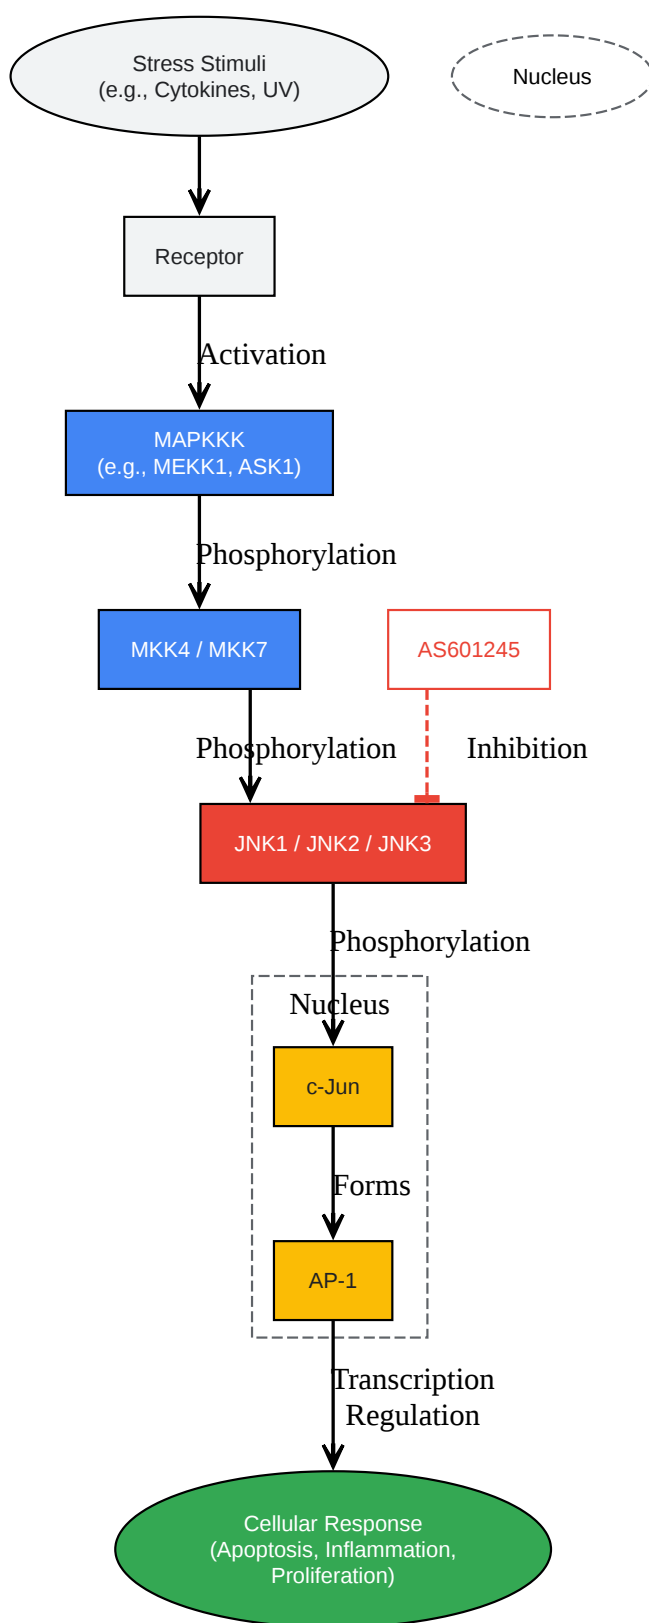 Stress Stimuli
(e.g., Cytokines, UV)
Nucleus
Receptor
Activation
MAPKKK
(e.g., MEKK1, ASK1)
Phosphorylation
MKK4 / MKK7
AS601245
Phosphorylation
Inhibition
JNK1 / JNK2 / JNK3
Phosphorylation
Nucleus
c-Jun
Forms
AP-1
Transcription
Regulation
Cellular Response
(Apoptosis, Inflammation,
Proliferation)